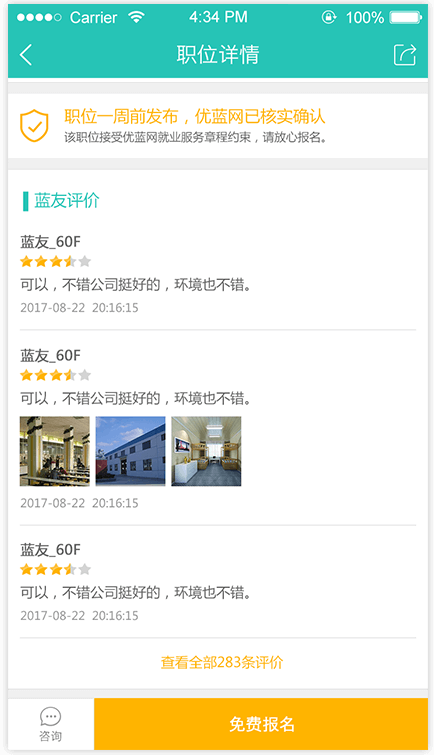 Carrier 4:34 PM 100%
职位详情
职位一周前发布，优蓝网已核实确认
该职位接受优蓝网就业服务章程约束，请放心报名。
蓝友评价
蓝友_60F
可以，不错公司挺好的，环境也不错。
2017-08-22 20:16:15
蓝友_60F
可以，不错公司挺好的，环境也不错。
2017-08-22 20:16:15
蓝友_60F
可以，不错公司挺好的，环境也不错。
2017-08-22 20:16:15
查看全部283条评价
咨询
免费报名